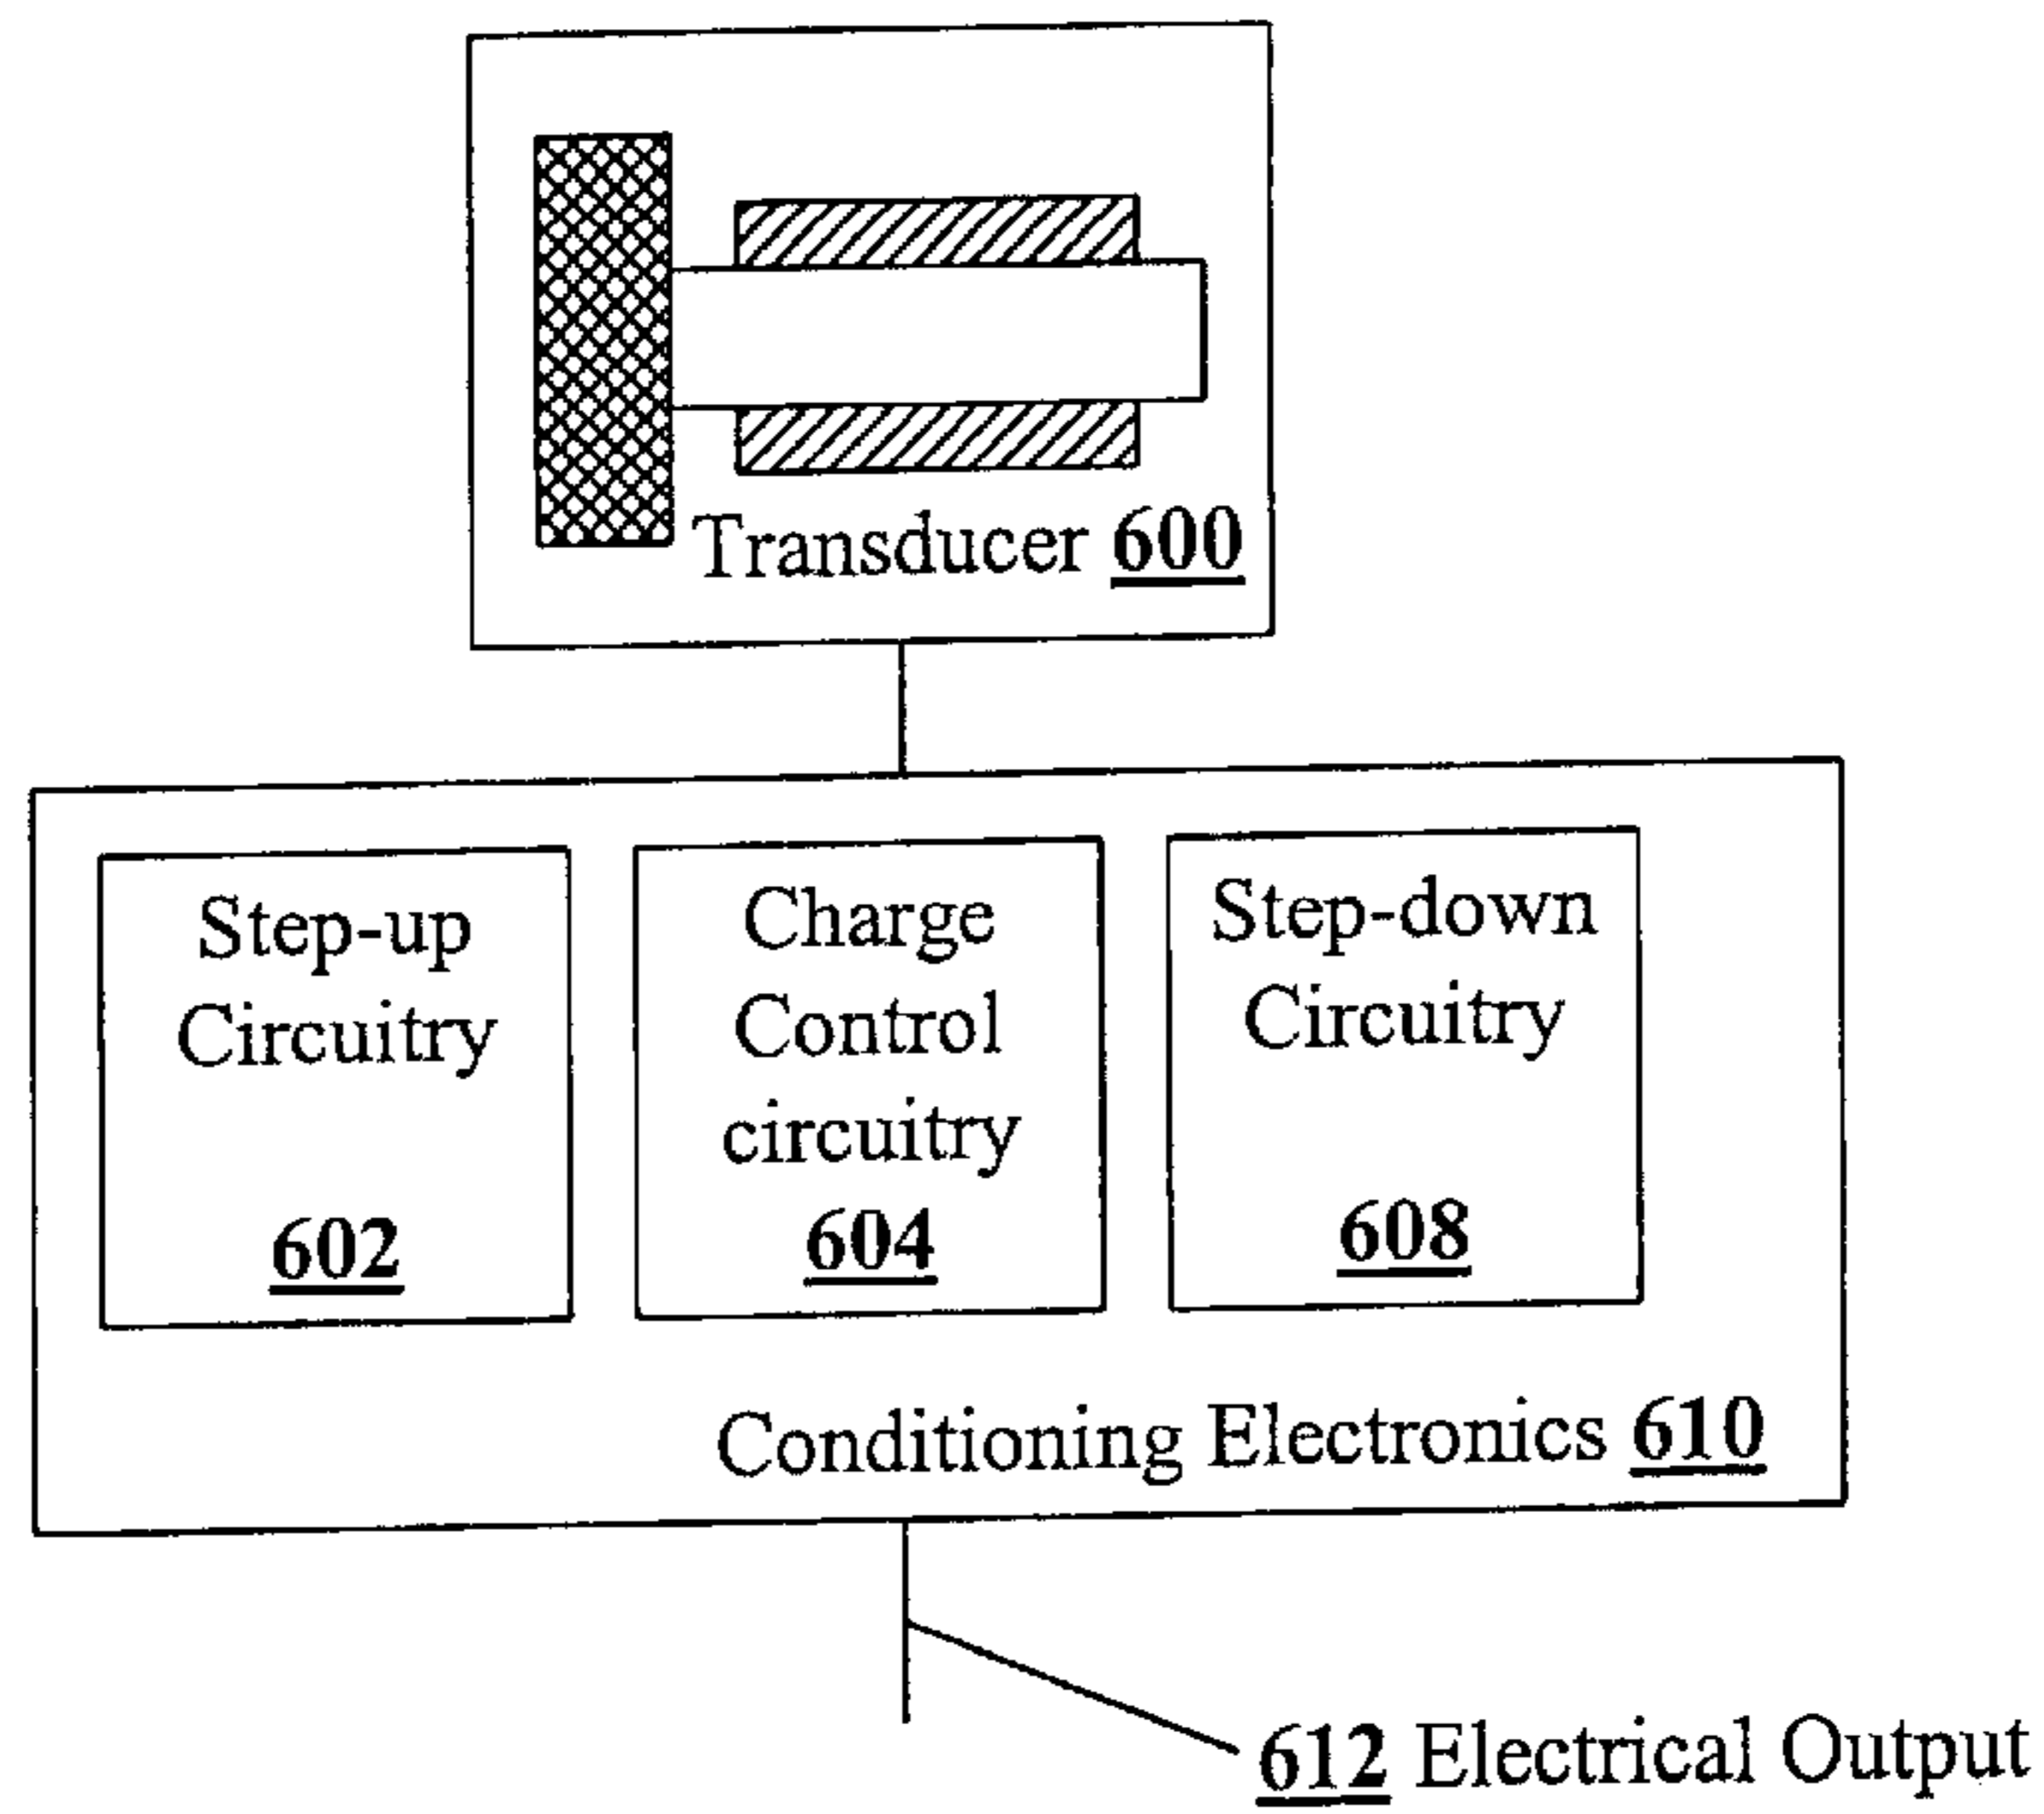 Transducer 600
Step-up
Circuitry
602
Charge
Control
circuitry
604
Step-down
Circuitry
608
Conditioning Electronics 610
612 Electrical Output